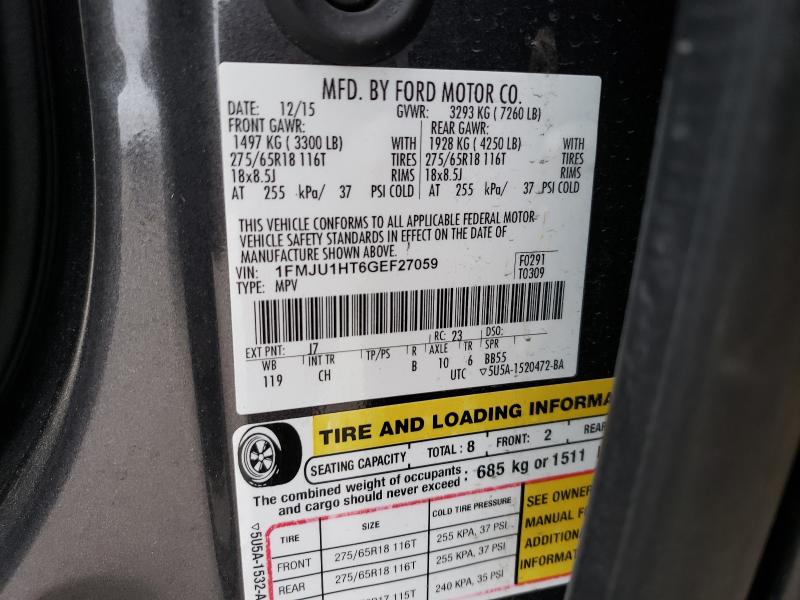 MFD. BY FORD MOTOR CO.
DATE: 12/15 GVWR: 3293 KG ( 7260 LB)
FRONT GAWR: REAR GAWR:
1497 KG ( 3300 LB) WITH 1928 KG ( 4250 LB) WITH
275/65R18 116T TIRES 275/65R18 116T TIRES
18x8.5J RIMS 18x8.5J RIMS
AT 255 kPa/ 37 PSI COLD AT 255 kPa/ 37 PSI COLD
THIS VEHICLE CONFORMS TO ALL APPLICABLE FEDERAL MOTOR
VEHICLE SAFETY STANDARDS IN EFFECT ON THE DATE OF
MANUFACTURE SHOWN ABOVE.
VIN: 1FMJU1HT6GEF27059 F0291
TYPE: MPV T0309
EXT PNT: J7 RC: 23 DSO:
WB INT TR TP/PS R AXLE TR SPR
119 CH B 10 6 BB55
UTC ▽5U5A-1520472-BA
TIRE AND LOADING INFORMA
SEATING CAPACITY TOTAL: 8 FRONT: 2 REAR
The combined weight of occupants : 685 kg or 1511
and cargo should never exceed
TIRE SIZE COLD TIRE PRESSURE
FRONT 275/65R18 116T 255 KPA, 37 PSI
REAR 275/65R18 116T 255 KPA, 37 PSI
115T 240 KPA, 35 PSI
SEE OWNER
MANUAL FO
ADDITIONA
INFORMATI
▽5U5A-1532-A